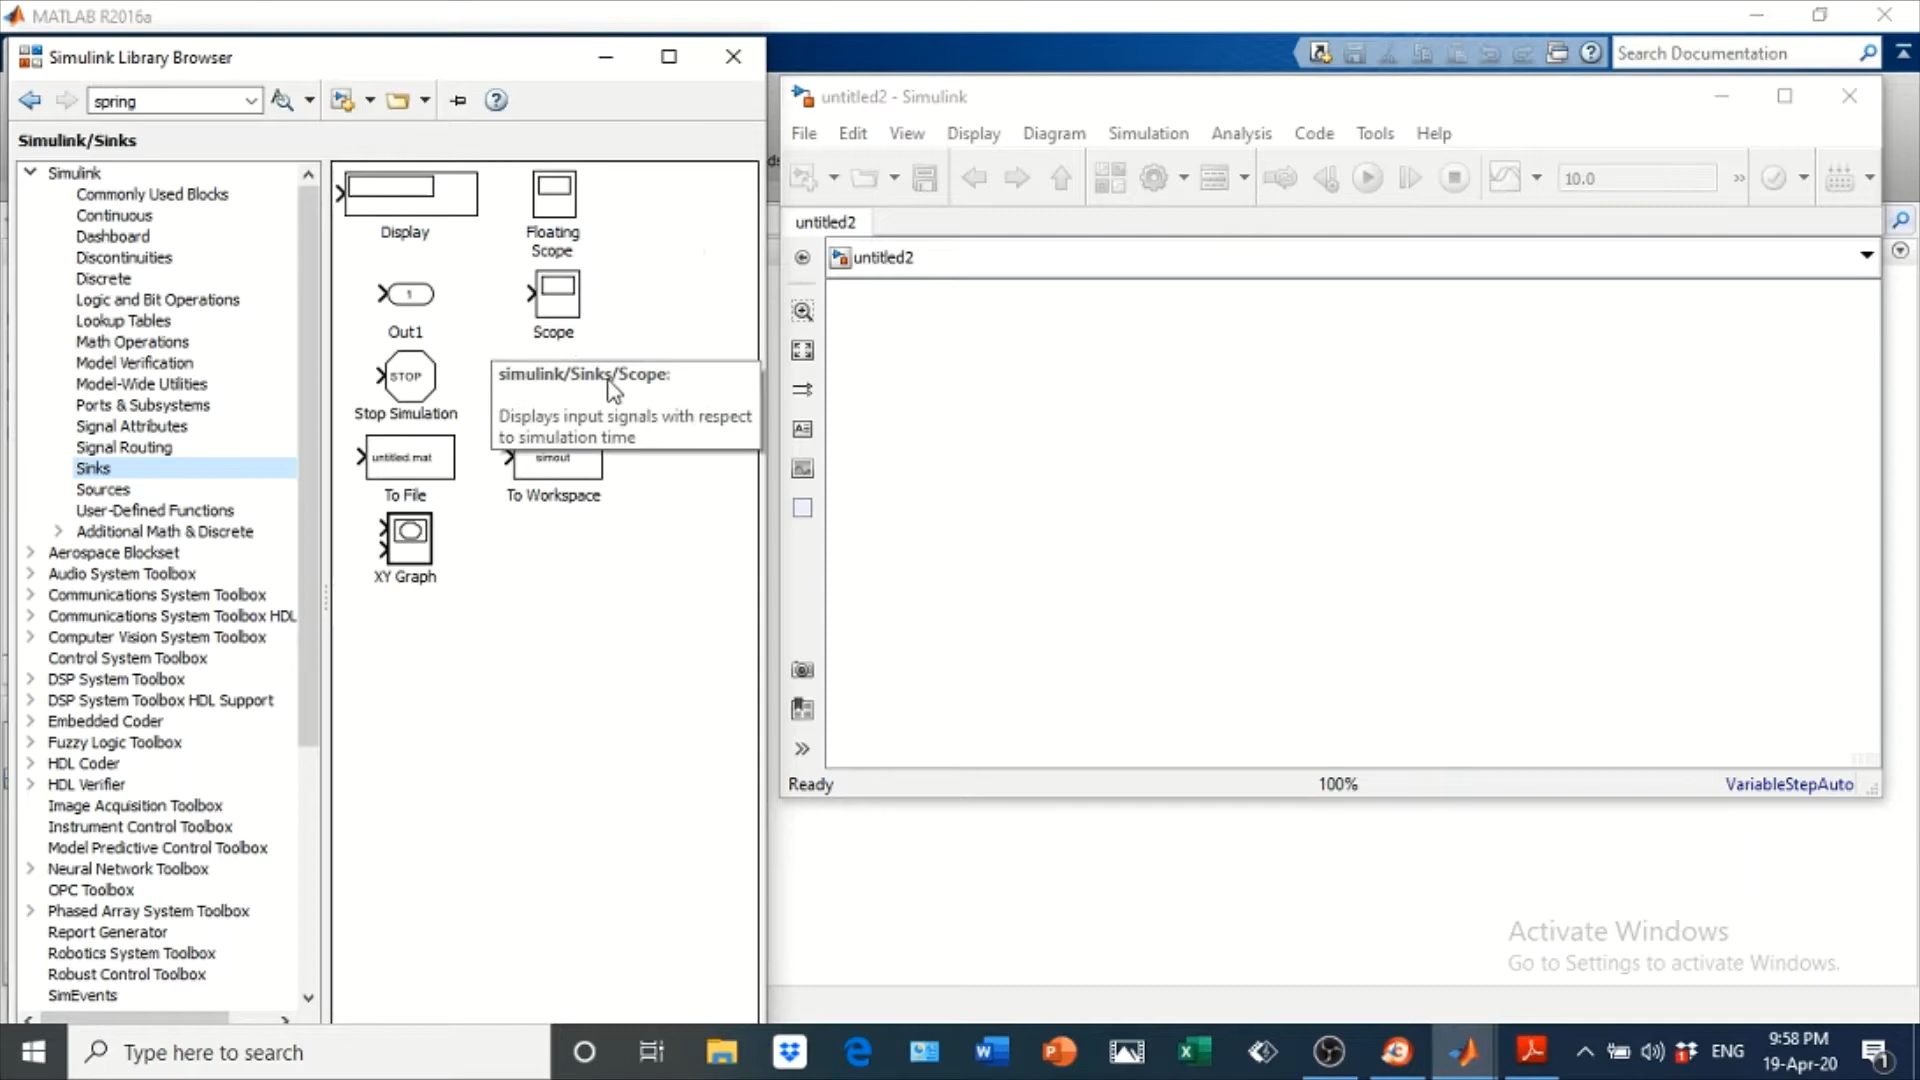 MATLAB R2016a
Simulink Library Browser
Search Documentation
spring
untitled2 - Simulink
Simulink/Sinks
File Edit View Display Diagram Simulation Analysis Code Tools Help
10.0
untitled2
untitled2
Simulink
Commonly Used Blocks
Continuous
Dashboard
Discontinuities
Discrete
Logic and Bit Operations
Lookup Tables
Math Operations
Model Verification
Model-Wide Utilities
Ports & Subsystems
Signal Attributes
Signal Routing
Sinks
Sources
User-Defined Functions
Additional Math & Discrete
Aerospace Blockset
Audio System Toolbox
Communications System Toolbox
Communications System Toolbox HDL
Computer Vision System Toolbox
Control System Toolbox
DSP System Toolbox
DSP System Toolbox HDL Support
Embedded Coder
Fuzzy Logic Toolbox
HDL Coder
HDL Verifier
Image Acquisition Toolbox
Instrument Control Toolbox
Model Predictive Control Toolbox
Neural Network Toolbox
OPC Toolbox
Phased Array System Toolbox
Report Generator
Robotics System Toolbox
Robust Control Toolbox
SimEvents
Display
Floating
Scope
1
Out1
Scope
STOP
Stop Simulation
simulink/Sinks/Scope:
Displays input signals with respect
to simulation time
untitled.mat
simout
To File
To Workspace
XY Graph
Ready
100%
VariableStepAuto
Activate Windows
Go to Settings to activate Windows.
Type here to search
ENG
9:58 PM
19-Apr-20
1